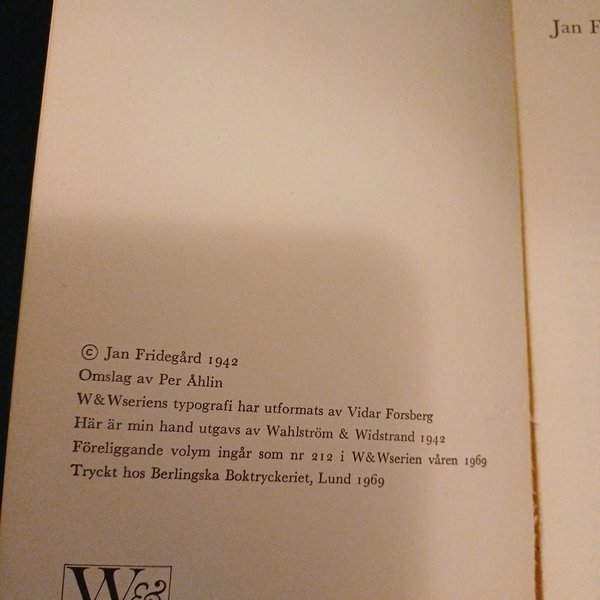 © Jan Fridegård 1942
Omslag av Per Åhlin
W&Wseriens typografi har utformats av Vidar Forsberg
Här är min hand utgavs av Wahlström & Widstrand 1942
Föreliggande volym ingår som nr 212 i W&Wserien våren 1969
Tryckt hos Berlingska Boktryckeriet, Lund 1969
W&
Jan F